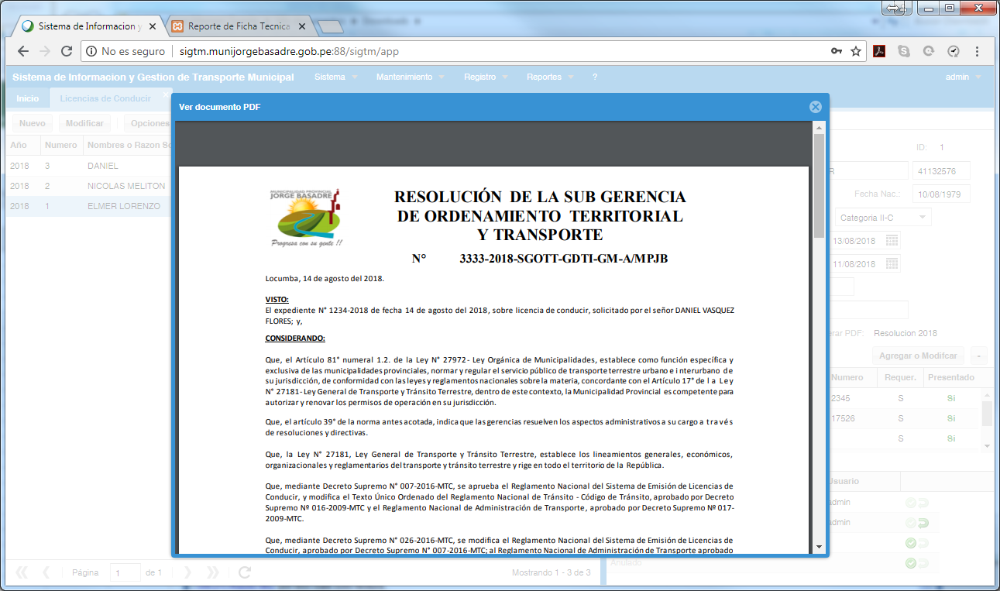 Sistema de Informacion y
Reporte de Ficha Tecnica
No es seguro sigtm.munijorgebasadre.gob.pe:88/sigtm/app
Sistema de Informacion y Gestion de Transporte Municipal Sistema Mantenimiento Registro Reportes ? admin
Inicio Licencias de Conducir
Nuevo Modificar Opciones
Año Numero Nombres o Razon So
2018 3 DANIEL
2018 2 NICOLAS MELITON
2018 1 ELMER LORENZO
Ver documento PDF
MUNICIPALIDAD PROVINCIAL
JORGE BASADRE
Progresa con su gente !!
RESOLUCIÓN DE LA SUB GERENCIA
DE ORDENAMIENTO TERRITORIAL
Y TRANSPORTE
N° 3333-2018-SGOTT-GDTI-GM-A/MPJB
Locumba, 14 de agosto del 2018.
VISTO:
El expediente N° 1234-2018 de fecha 14 de agosto del 2018, sobre licencia de conducir, solicitado por el señor DANIEL VASQUEZ
FLORES; y,
CONSIDERANDO:
Que, el Artículo 81° numeral 1.2. de la Ley N° 27972- Ley Orgánica de Municipalidades, establece como función específica y
exclusiva de las municipalidades provinciales, normar y regular el servicio público de transporte terrestre urbano e interurbano de
su jurisdicción, de conformidad con las leyes y reglamentos nacionales sobre la materia, concordante con el Artículo 17° de la Ley
N° 27181- Ley General de Transporte y Tránsito Terrestre, dentro de este contexto, la Municipalidad Provincial es competente para
autorizar y renovar los permisos de operación en su jurisdicción.
Que, el artículo 39° de la norma antes acotada, indica que las gerencias resuelven los aspectos administrativos a su cargo a través
de resoluciones y directivas.
Que, la Ley N° 27181, Ley General de Transporte y Tránsito Terrestre, establece los lineamientos generales, económicos,
organizacionales y reglamentarios del transporte y tránsito terrestre y rige en todo el territorio de la República.
Que, mediante Decreto Supremo N° 007-2016-MTC, se aprueba el Reglamento Nacional del Sistema de Emisión de Licencias de
Conducir, y modifica el Texto Único Ordenado del Reglamento Nacional de Tránsito - Código de Tránsito, aprobado por Decreto
Supremo Nº 016-2009-MTC y el Reglamento Nacional de Administración de Transporte, aprobado por Decreto Supremo Nº 017-
2009-MTC.
Que, mediante Decreto Supremo N° 026-2016-MTC, se modifica el Reglamento Nacional del Sistema de Emisión de Licencias de
Conducir, aprobado por Decreto Supremo N° 007-2016-MTC; al Reglamento Nacional de Administración de Transporte aprobado
ID: 1
R 41132576
Fecha Nac.: 10/08/1979
Categoria II-C
13/08/2018
11/08/2018
rar PDF: Resolucion 2018
Agregar o Modifcar -
Numero Requer. Presentado
2345 S Si
17526 S Si
S Si
Usuario
admin
admin
Anulado
Página 1 de 1 Mostrando 1 - 3 de 3